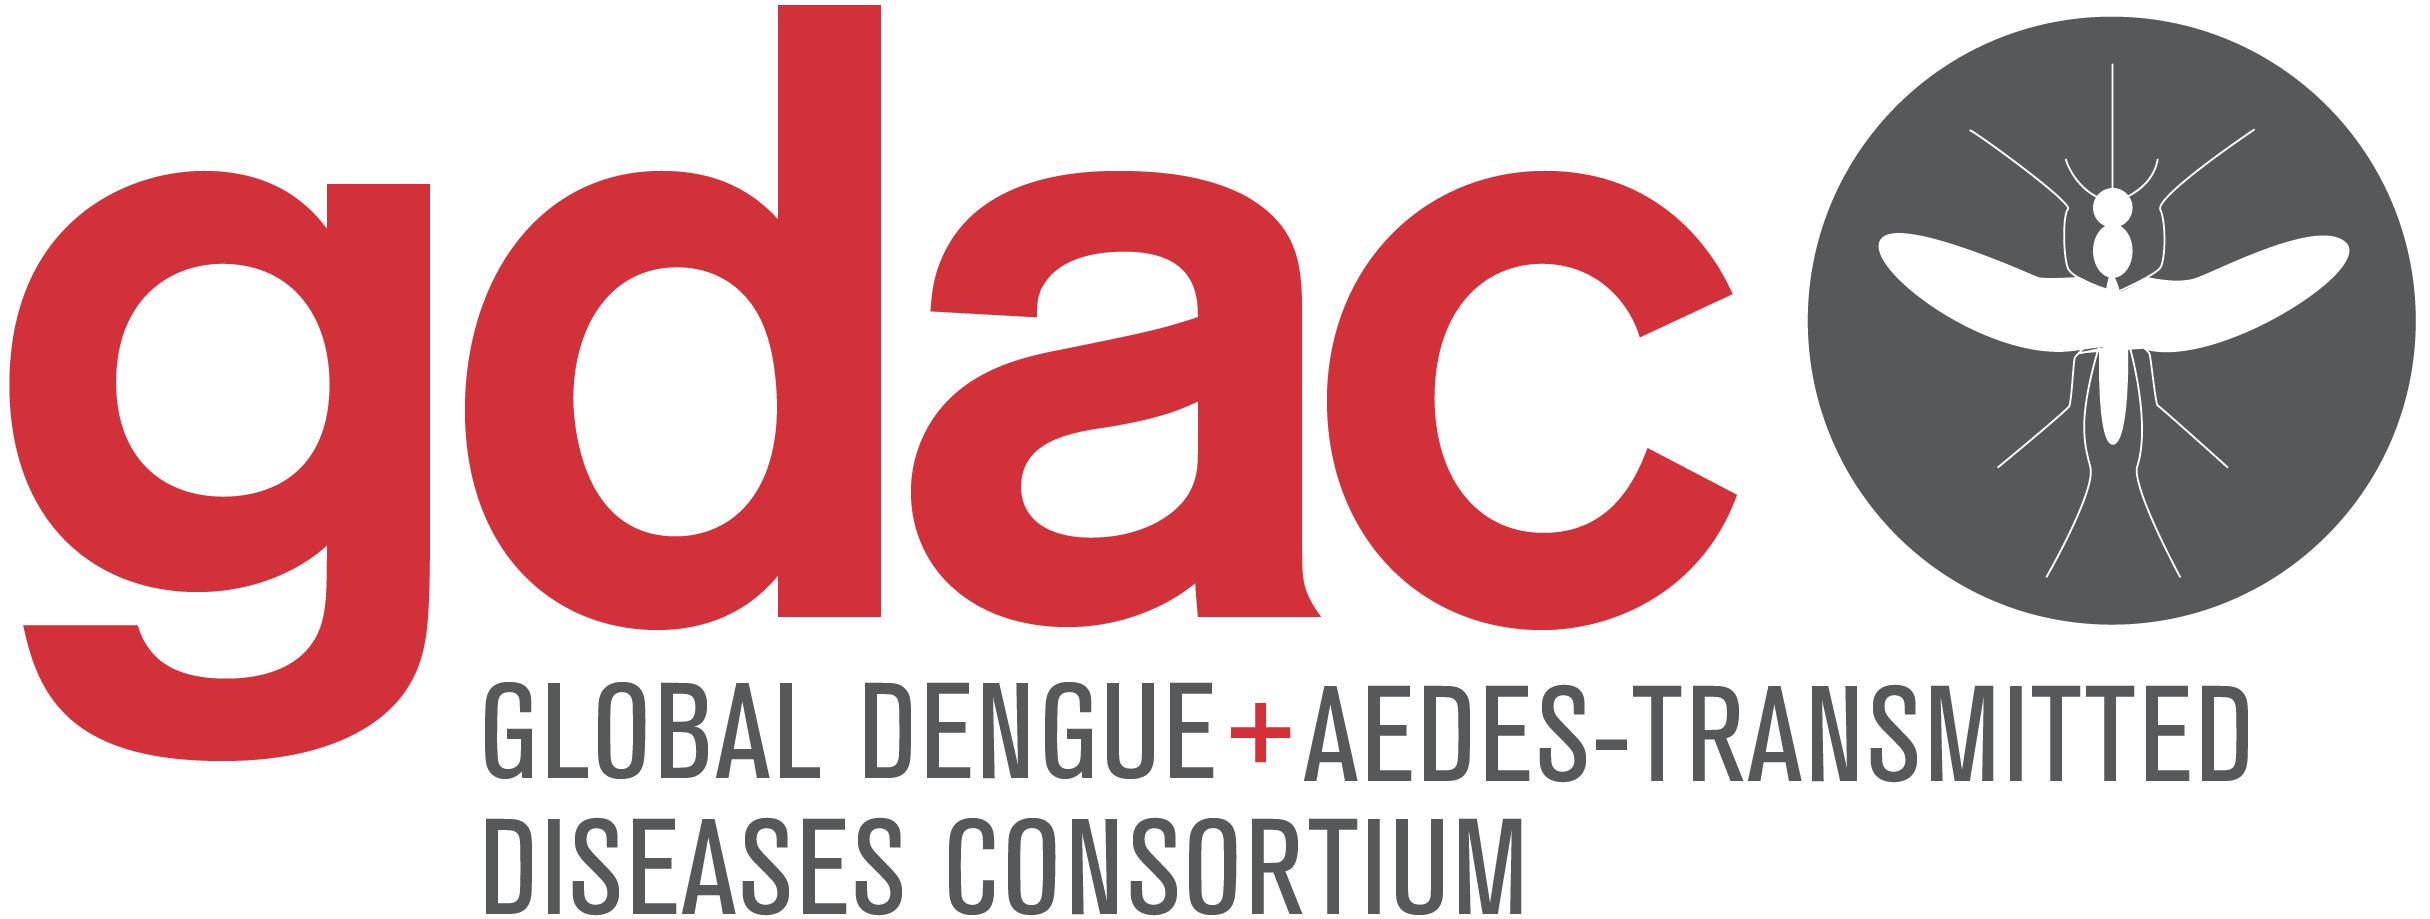 gdac
GLOBAL DENGUE + AEDES-TRANSMITTED
DISEASES CONSORTIUM